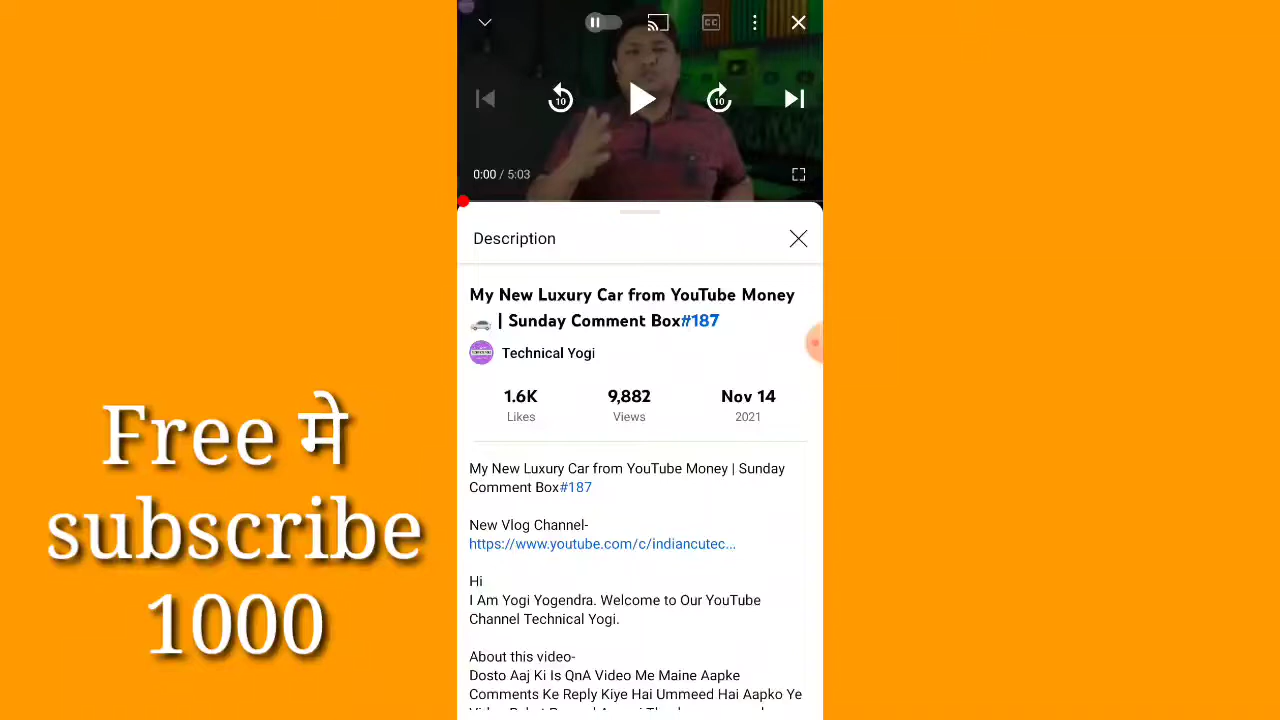 10
10
CC
0:00 / 5:03
Description
My New Luxury Car from YouTube Money
🚗 | Sunday Comment Box#187
Technical Yogi
1.6K
9,882
Nov 14
Likes
Views
2021
My New Luxury Car from YouTube Money | Sunday
Comment Box#187
New Vlog Channel-
https://www.youtube.com/c/indiancutec...
Hi
I Am Yogi Yogendra. Welcome to Our YouTube
Channel Technical Yogi.
About this video-
Dosto Aaj Ki Is QnA Video Me Maine Aapke
Comments Ke Reply Kiye Hai Ummeed Hai Aapko Ye
Free मे
subscribe
1000